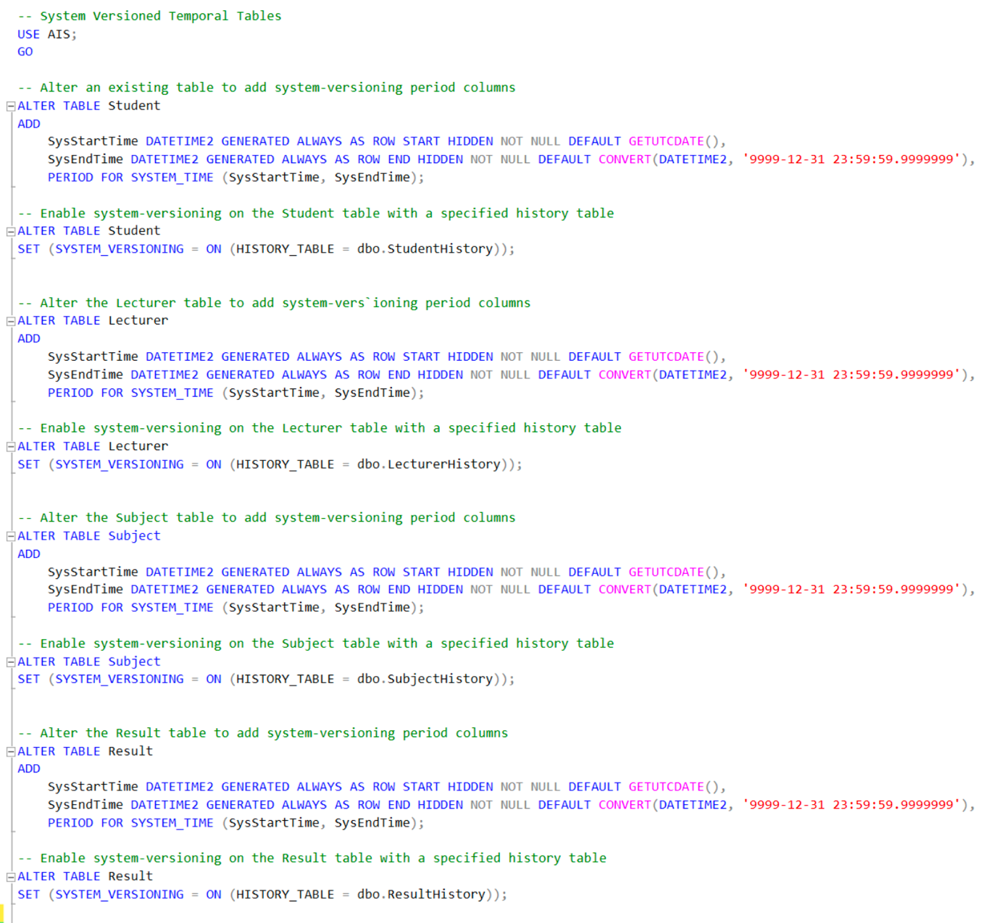 -- System Versioned Temporal Tables
USE AIS;
GO
-- Alter an existing table to add system-versioning period columns
ALTER TABLE Student
ADD
SysStartTime DATETIME2 GENERATED ALWAYS AS ROW START HIDDEN NOT NULL DEFAULT GETUTCDATE(),
SysEndTime DATETIME2 GENERATED ALWAYS AS ROW END HIDDEN NOT NULL DEFAULT CONVERT(DATETIME2, '9999-12-31 23:59:59.9999999'),
PERIOD FOR SYSTEM_TIME (SysStartTime, SysEndTime);
-- Enable system-versioning on the Student table with a specified history table
ALTER TABLE Student
SET (SYSTEM_VERSIONING = ON (HISTORY_TABLE = dbo.StudentHistory));
-- Alter the Lecturer table to add system-vers`ioning period columns
ALTER TABLE Lecturer
ADD
SysStartTime DATETIME2 GENERATED ALWAYS AS ROW START HIDDEN NOT NULL DEFAULT GETUTCDATE(),
SysEndTime DATETIME2 GENERATED ALWAYS AS ROW END HIDDEN NOT NULL DEFAULT CONVERT(DATETIME2, '9999-12-31 23:59:59.9999999'),
PERIOD FOR SYSTEM_TIME (SysStartTime, SysEndTime);
-- Enable system-versioning on the Lecturer table with a specified history table
ALTER TABLE Lecturer
SET (SYSTEM_VERSIONING = ON (HISTORY_TABLE = dbo.LecturerHistory));
-- Alter the Subject table to add system-versioning period columns
ALTER TABLE Subject
ADD
SysStartTime DATETIME2 GENERATED ALWAYS AS ROW START HIDDEN NOT NULL DEFAULT GETUTCDATE(),
SysEndTime DATETIME2 GENERATED ALWAYS AS ROW END HIDDEN NOT NULL DEFAULT CONVERT(DATETIME2, '9999-12-31 23:59:59.9999999'),
PERIOD FOR SYSTEM_TIME (SysStartTime, SysEndTime);
-- Enable system-versioning on the Subject table with a specified history table
ALTER TABLE Subject
SET (SYSTEM_VERSIONING = ON (HISTORY_TABLE = dbo.SubjectHistory));
-- Alter the Result table to add system-versioning period columns
ALTER TABLE Result
ADD
SysStartTime DATETIME2 GENERATED ALWAYS AS ROW START HIDDEN NOT NULL DEFAULT GETUTCDATE(),
SysEndTime DATETIME2 GENERATED ALWAYS AS ROW END HIDDEN NOT NULL DEFAULT CONVERT(DATETIME2, '9999-12-31 23:59:59.9999999'),
PERIOD FOR SYSTEM_TIME (SysStartTime, SysEndTime);
-- Enable system-versioning on the Result table with a specified history table
ALTER TABLE Result
SET (SYSTEM_VERSIONING = ON (HISTORY_TABLE = dbo.ResultHistory));